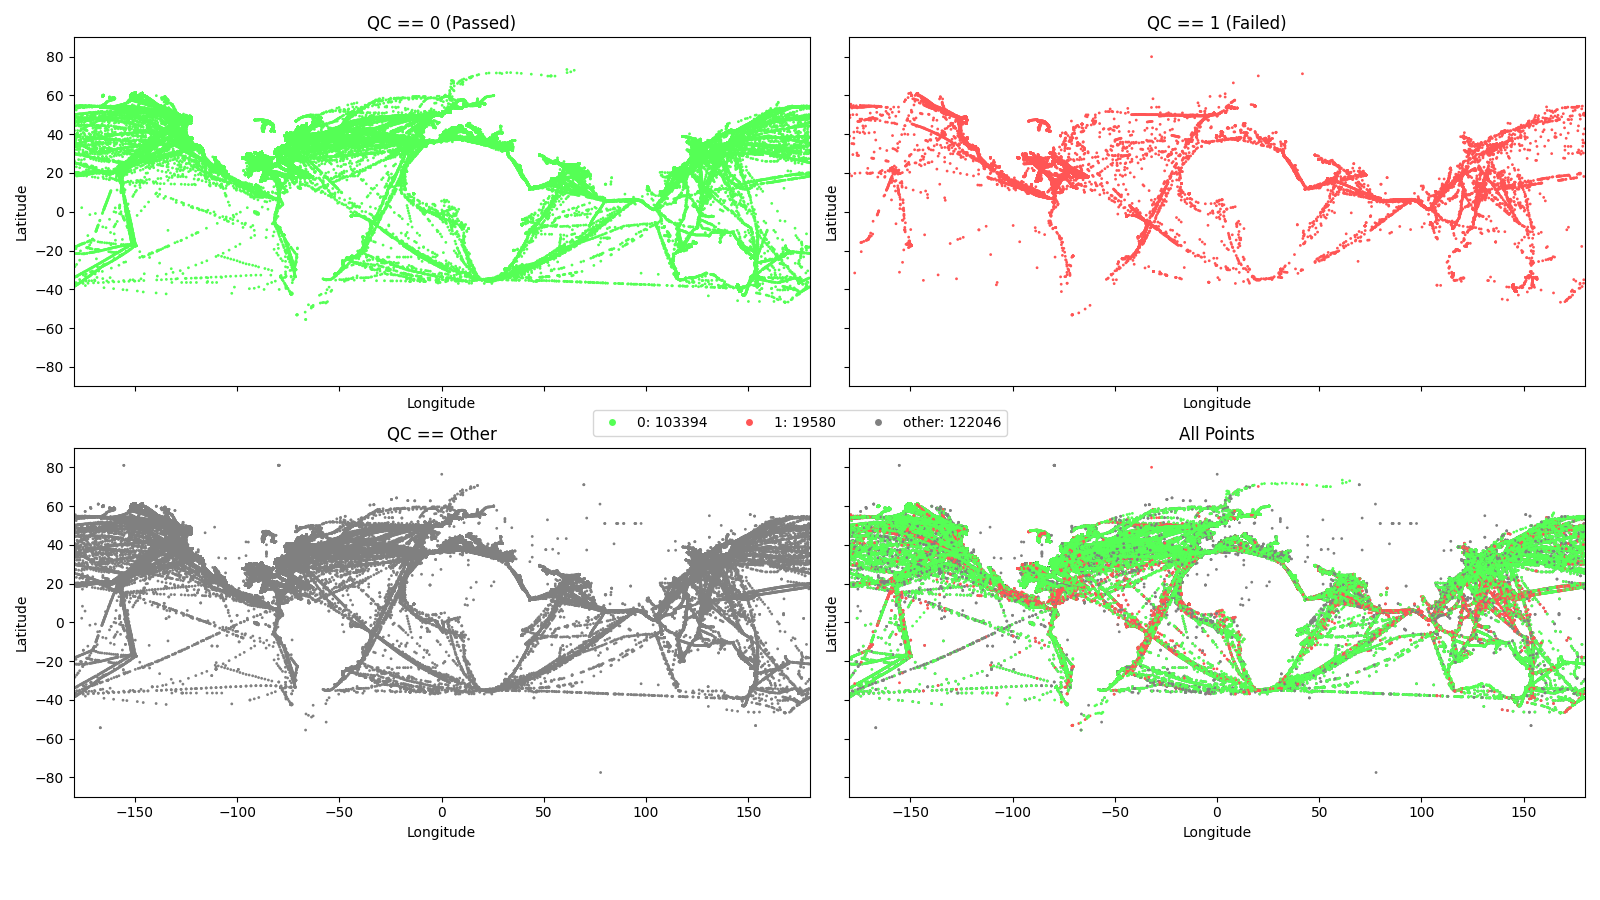 QC == 0 (Passed)
QC == 1 (Failed)
80
60
40
20
0
−20
−40
−60
−80
Latitude
Latitude
Longitude
Longitude
0: 103394 1: 19580 other: 122046
QC == Other
All Points
80
60
40
20
0
−20
−40
−60
−80
Latitude
Latitude
−150 −100 −50 0 50 100 150
−150 −100 −50 0 50 100 150
Longitude
Longitude